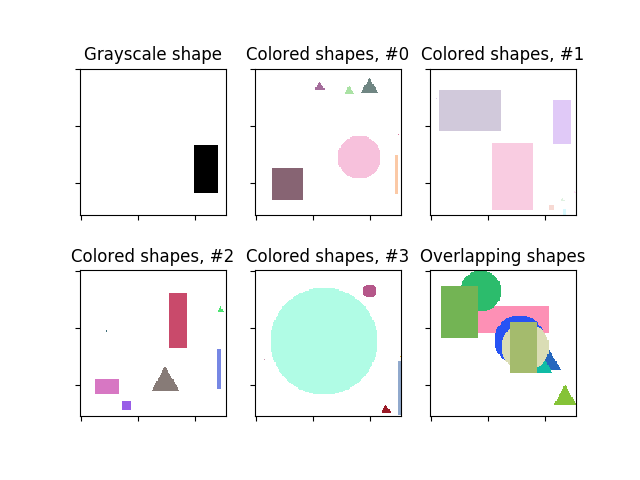 Grayscale shape
Colored shapes, #0
Colored shapes, #1
Colored shapes, #2
Colored shapes, #3
Overlapping shapes